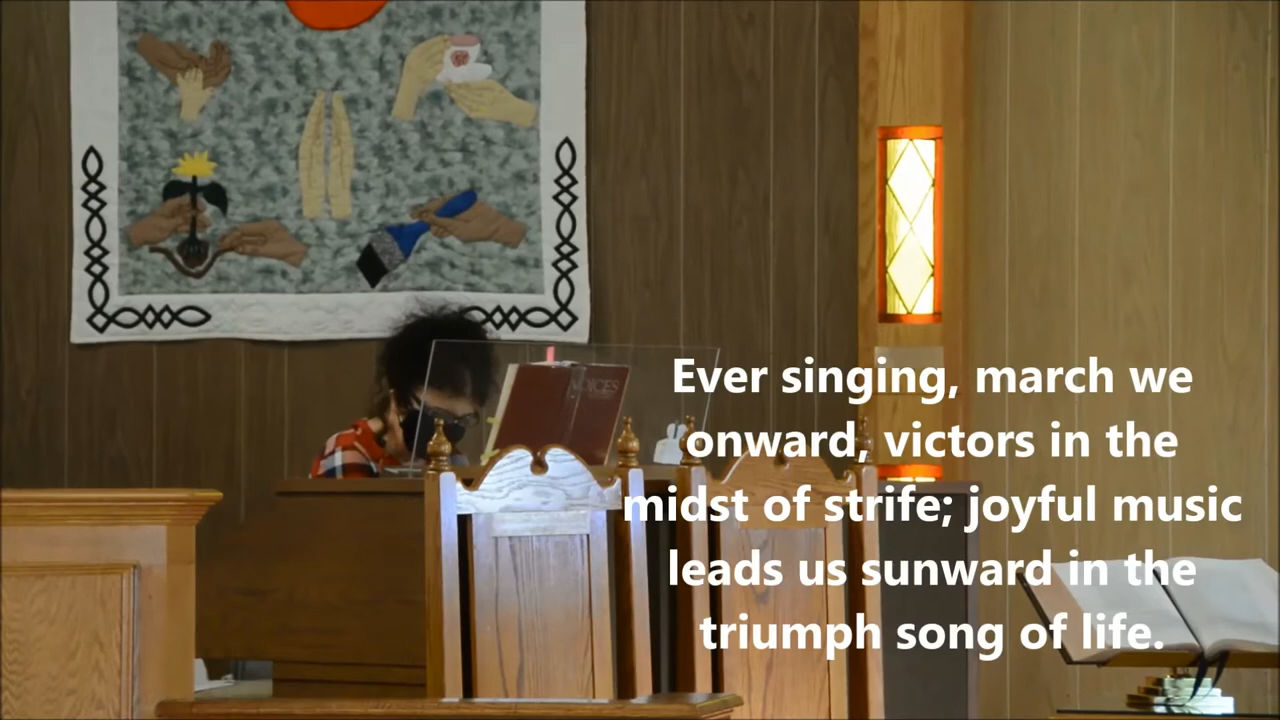 VOICES
Ever singing, march we
onward, victors in the
midst of strife; joyful music
leads us sunward in the
triumph song of life.